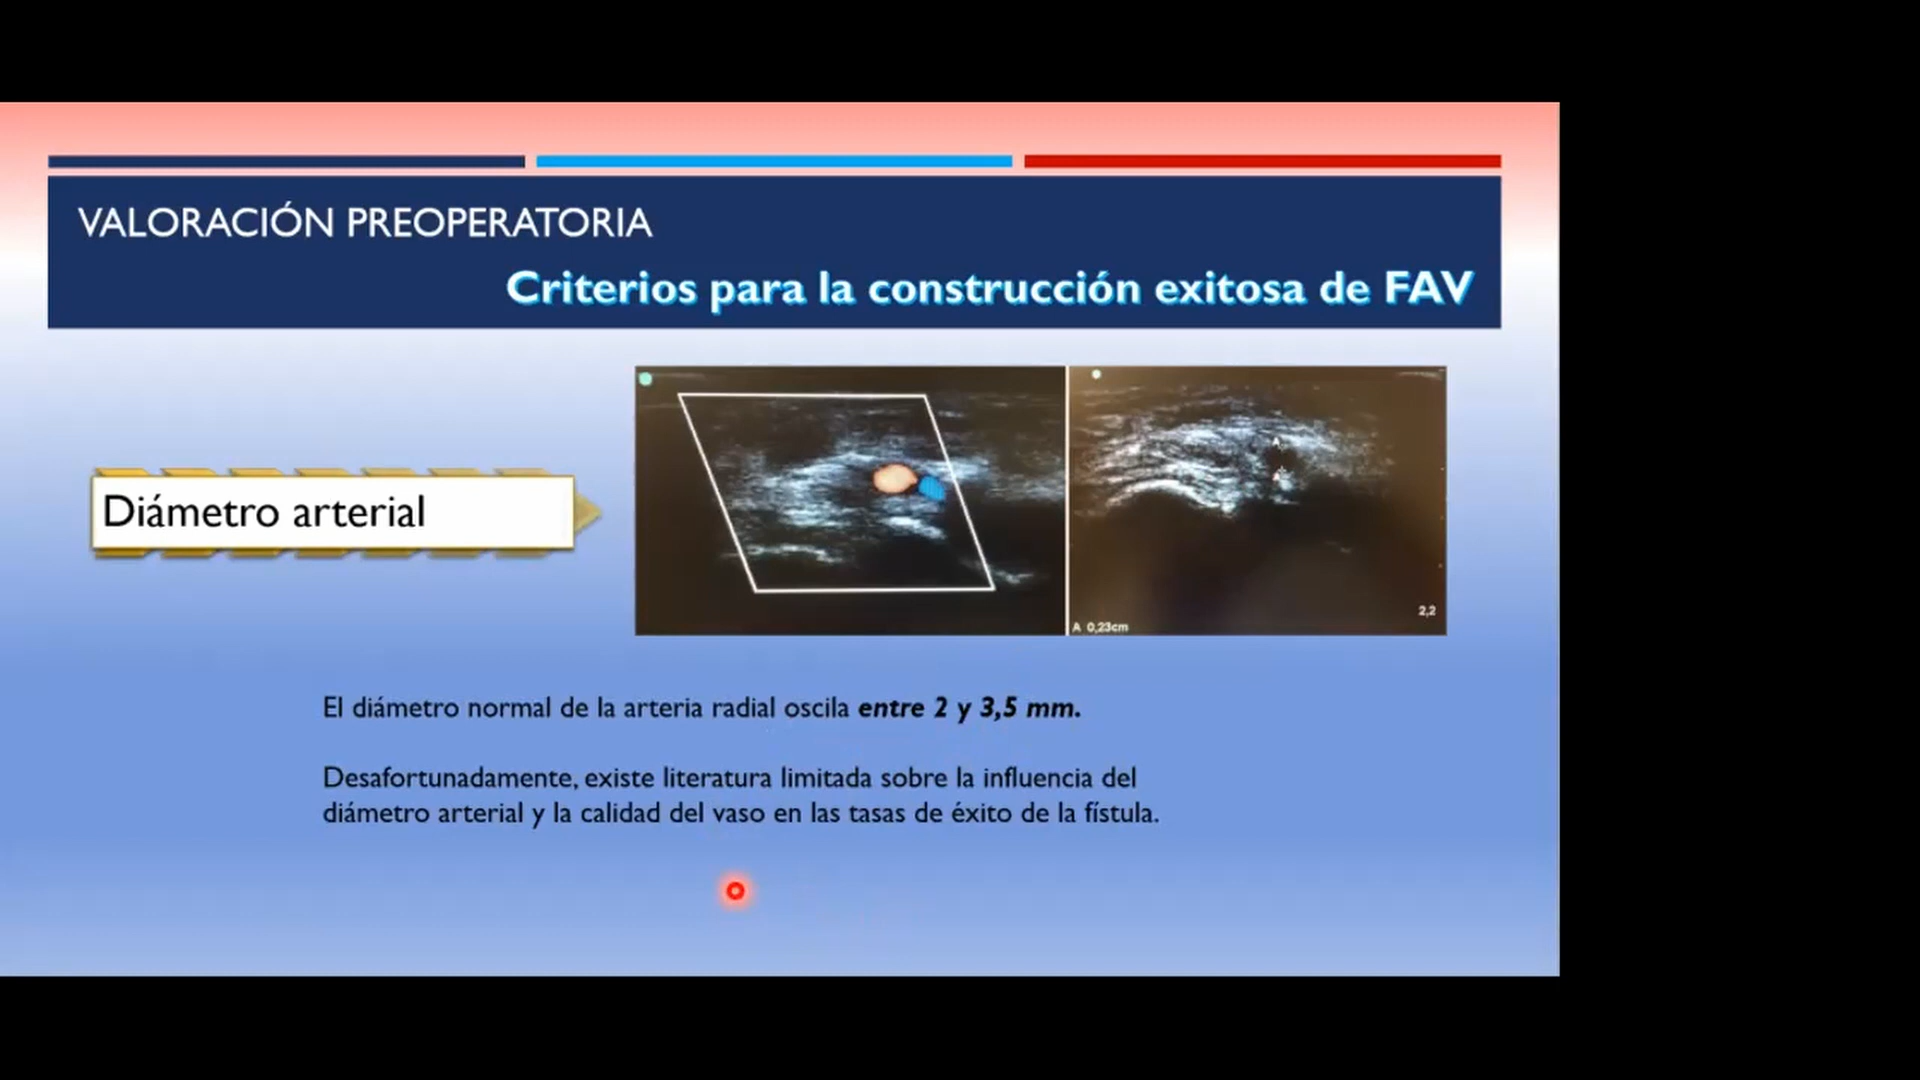 VALORACIÓN PREOPERATORIA
Criterios para la construcción exitosa de FAV
Diámetro arterial
A
A
2,2
A 0,23cm
El diámetro normal de la arteria radial oscila entre 2 y 3,5 mm.
Desafortunadamente, existe literatura limitada sobre la influencia del
diámetro arterial y la calidad del vaso en las tasas de éxito de la fístula.